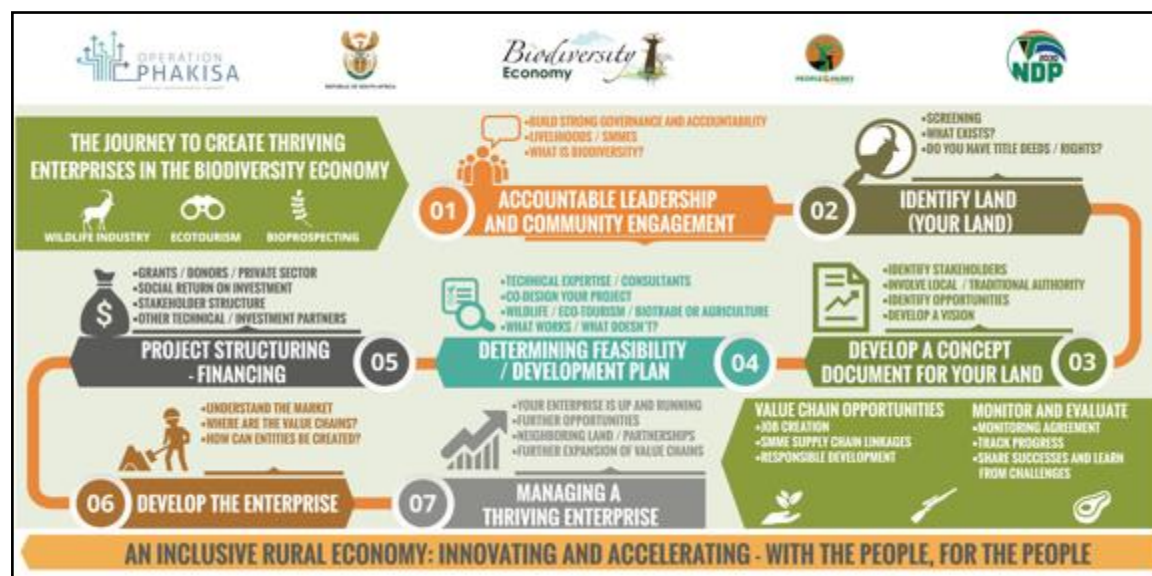 OPERATION
PHAKISA
REPUBLIC OF SOUTH AFRICA
Biodiversity
Economy
PEOPLE & PARKS
2030
NDP
THE JOURNEY TO CREATE THRIVING
ENTERPRISES IN THE BIODIVERSITY ECONOMY
WILDLIFE INDUSTRY ECOTOURISM BIOPROSPECTING
•BUILD STRONG GOVERNANCE AND ACCOUNTABILITY
•LIVELIHOODS / SMMES
•WHAT IS BIODIVERSITY?
01
ACCOUNTABLE LEADERSHIP
AND COMMUNITY ENGAGEMENT
•SCREENING
•WHAT EXISTS?
•DO YOU HAVE TITLE DEEDS / RIGHTS?
02
IDENTIFY LAND
(YOUR LAND)
•IDENTIFY STAKEHOLDERS
•INVOLVE LOCAL / TRADITIONAL AUTHORITY
•IDENTIFY OPPORTUNITIES
•DEVELOP A VISION
DEVELOP A CONCEPT
DOCUMENT FOR YOUR LAND
03
•TECHNICAL EXPERTISE / CONSULTANTS
•CO-DESIGN YOUR PROJECT
•WILDLIFE / ECO-TOURISM / BIOTRADE OR AGRICULTURE
•WHAT WORKS / WHAT DOESN'T?
DETERMINING FEASIBILITY
/ DEVELOPMENT PLAN
04
$
•GRANTS / DONORS / PRIVATE SECTOR
•SOCIAL RETURN ON INVESTMENT
•STAKEHOLDER STRUCTURE
•OTHER TECHNICAL / INVESTMENT PARTNERS
PROJECT STRUCTURING
- FINANCING
05
•UNDERSTAND THE MARKET
•WHERE ARE THE VALUE CHAINS?
•HOW CAN ENTITIES BE CREATED?
06
DEVELOP THE ENTERPRISE
•YOUR ENTERPRISE IS UP AND RUNNING
•FURTHER OPPORTUNITIES
•NEIGHBORING LAND / PARTNERSHIPS
•FURTHER EXPANSION OF VALUE CHAINS
07
MANAGING A
THRIVING ENTERPRISE
VALUE CHAIN OPPORTUNITIES
•JOB CREATION
•SMME SUPPLY CHAIN LINKAGES
•RESPONSIBLE DEVELOPMENT
MONITOR AND EVALUATE
•MONITORING AGREEMENT
•TRACK PROGRESS
•SHARE SUCCESSES AND LEARN
FROM CHALLENGES
AN INCLUSIVE RURAL ECONOMY: INNOVATING AND ACCELERATING - WITH THE PEOPLE, FOR THE PEOPLE